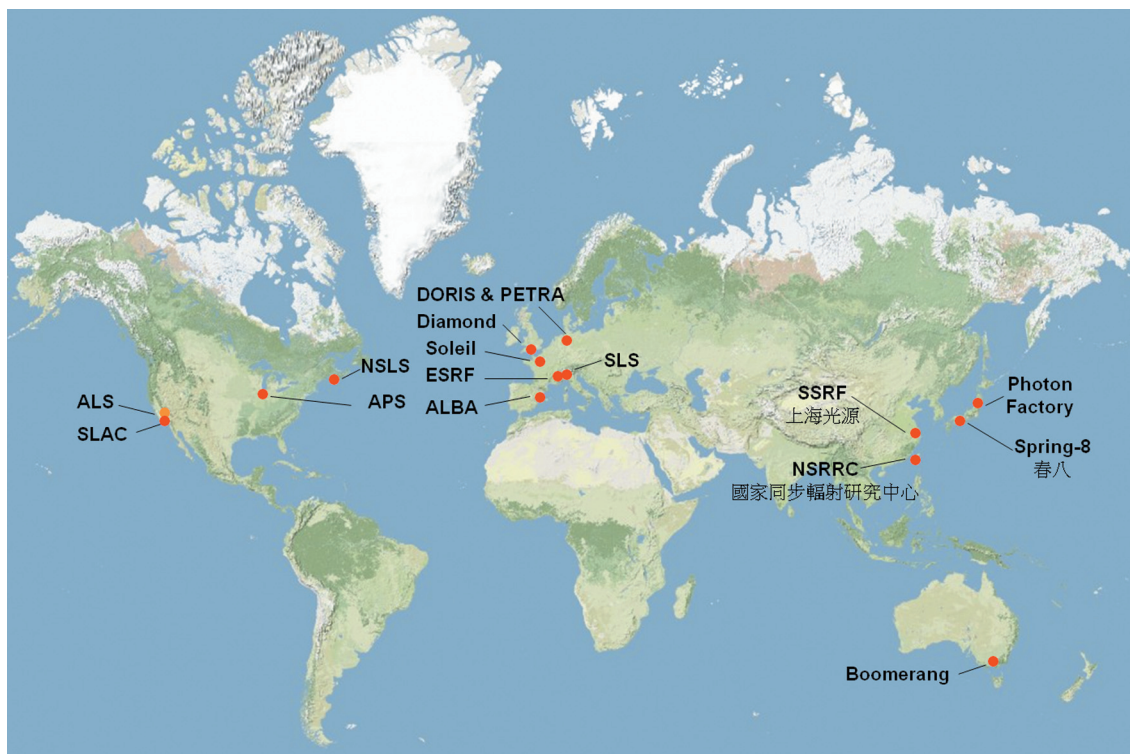 DORIS & PETRA
Diamond
Soleil
ESRF
SLS
ALBA
NSLS
APS
ALS
SLAC
SSRF
上海光源
NSRRC
國家同步輻射研究中心
Photon
Factory
Spring-8
春八
Boomerang